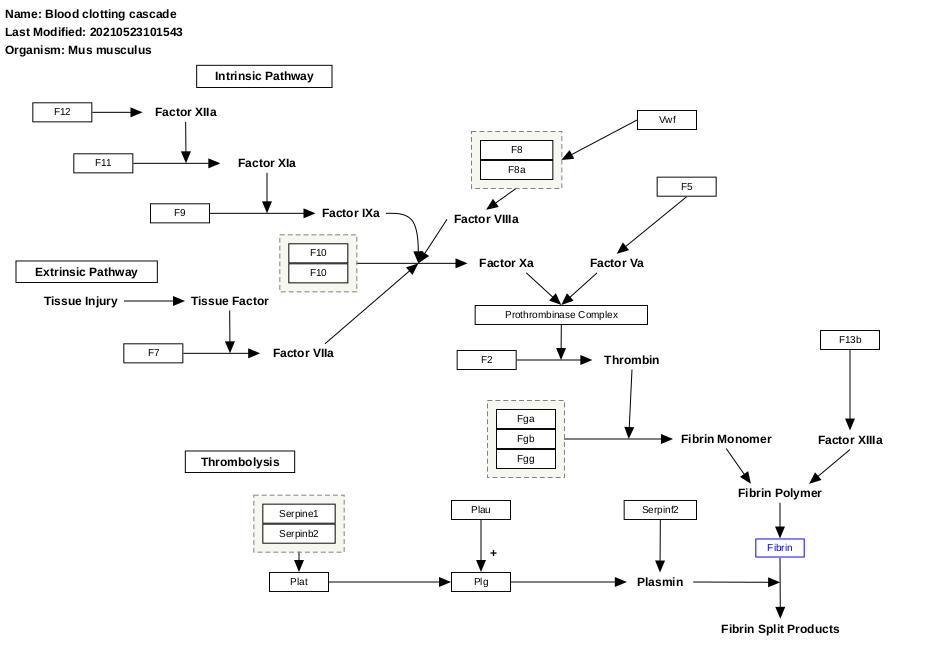 Name: Blood clotting cascade
Last Modified: 20210523101543
Organism: Mus musculus
Intrinsic Pathway
F12
Factor XIIa
Vwf
F8
F8a
F11
Factor XIa
F5
F9
Factor IXa
Factor VIIIa
F10
F10
Factor Xa
Factor Va
Extrinsic Pathway
Tissue Injury
Tissue Factor
Prothrombinase Complex
F7
Factor VIIa
F2
Thrombin
F13b
Fga
Fgb
Fgg
Fibrin Monomer
Factor XIIIa
Thrombolysis
Fibrin Polymer
Serpine1
Serpinb2
Plau
Serpinf2
+
Fibrin
Plat
Plg
Plasmin
Fibrin Split Products